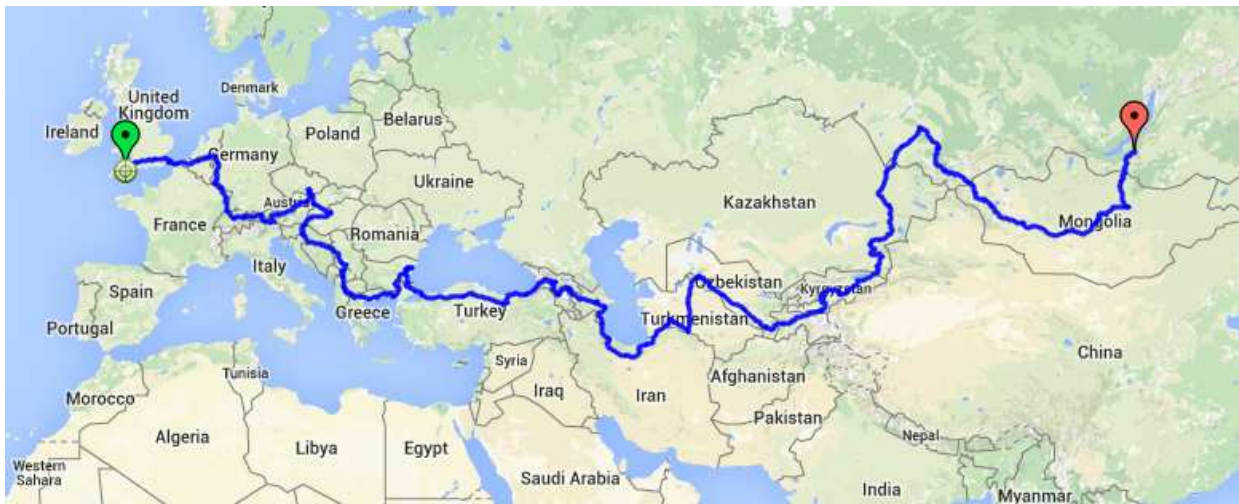 Denmark
United
Kingdom
Ireland
Belarus
Poland
Germany
Ukraine
Austria
Kazakhstan
France
Mongolia
Romania
Italy
Uzbekistan
Kyrgyzstan
Spain
Greece
Turkey
Turkmenistan
Portugal
China
Syria
Tunisia
Afghanistan
Iraq
Iran
Morocco
Pakistan
Algeria
Libya
Egypt
Nepal
Western
Sahara
Saudi Arabia
India
Myanmar